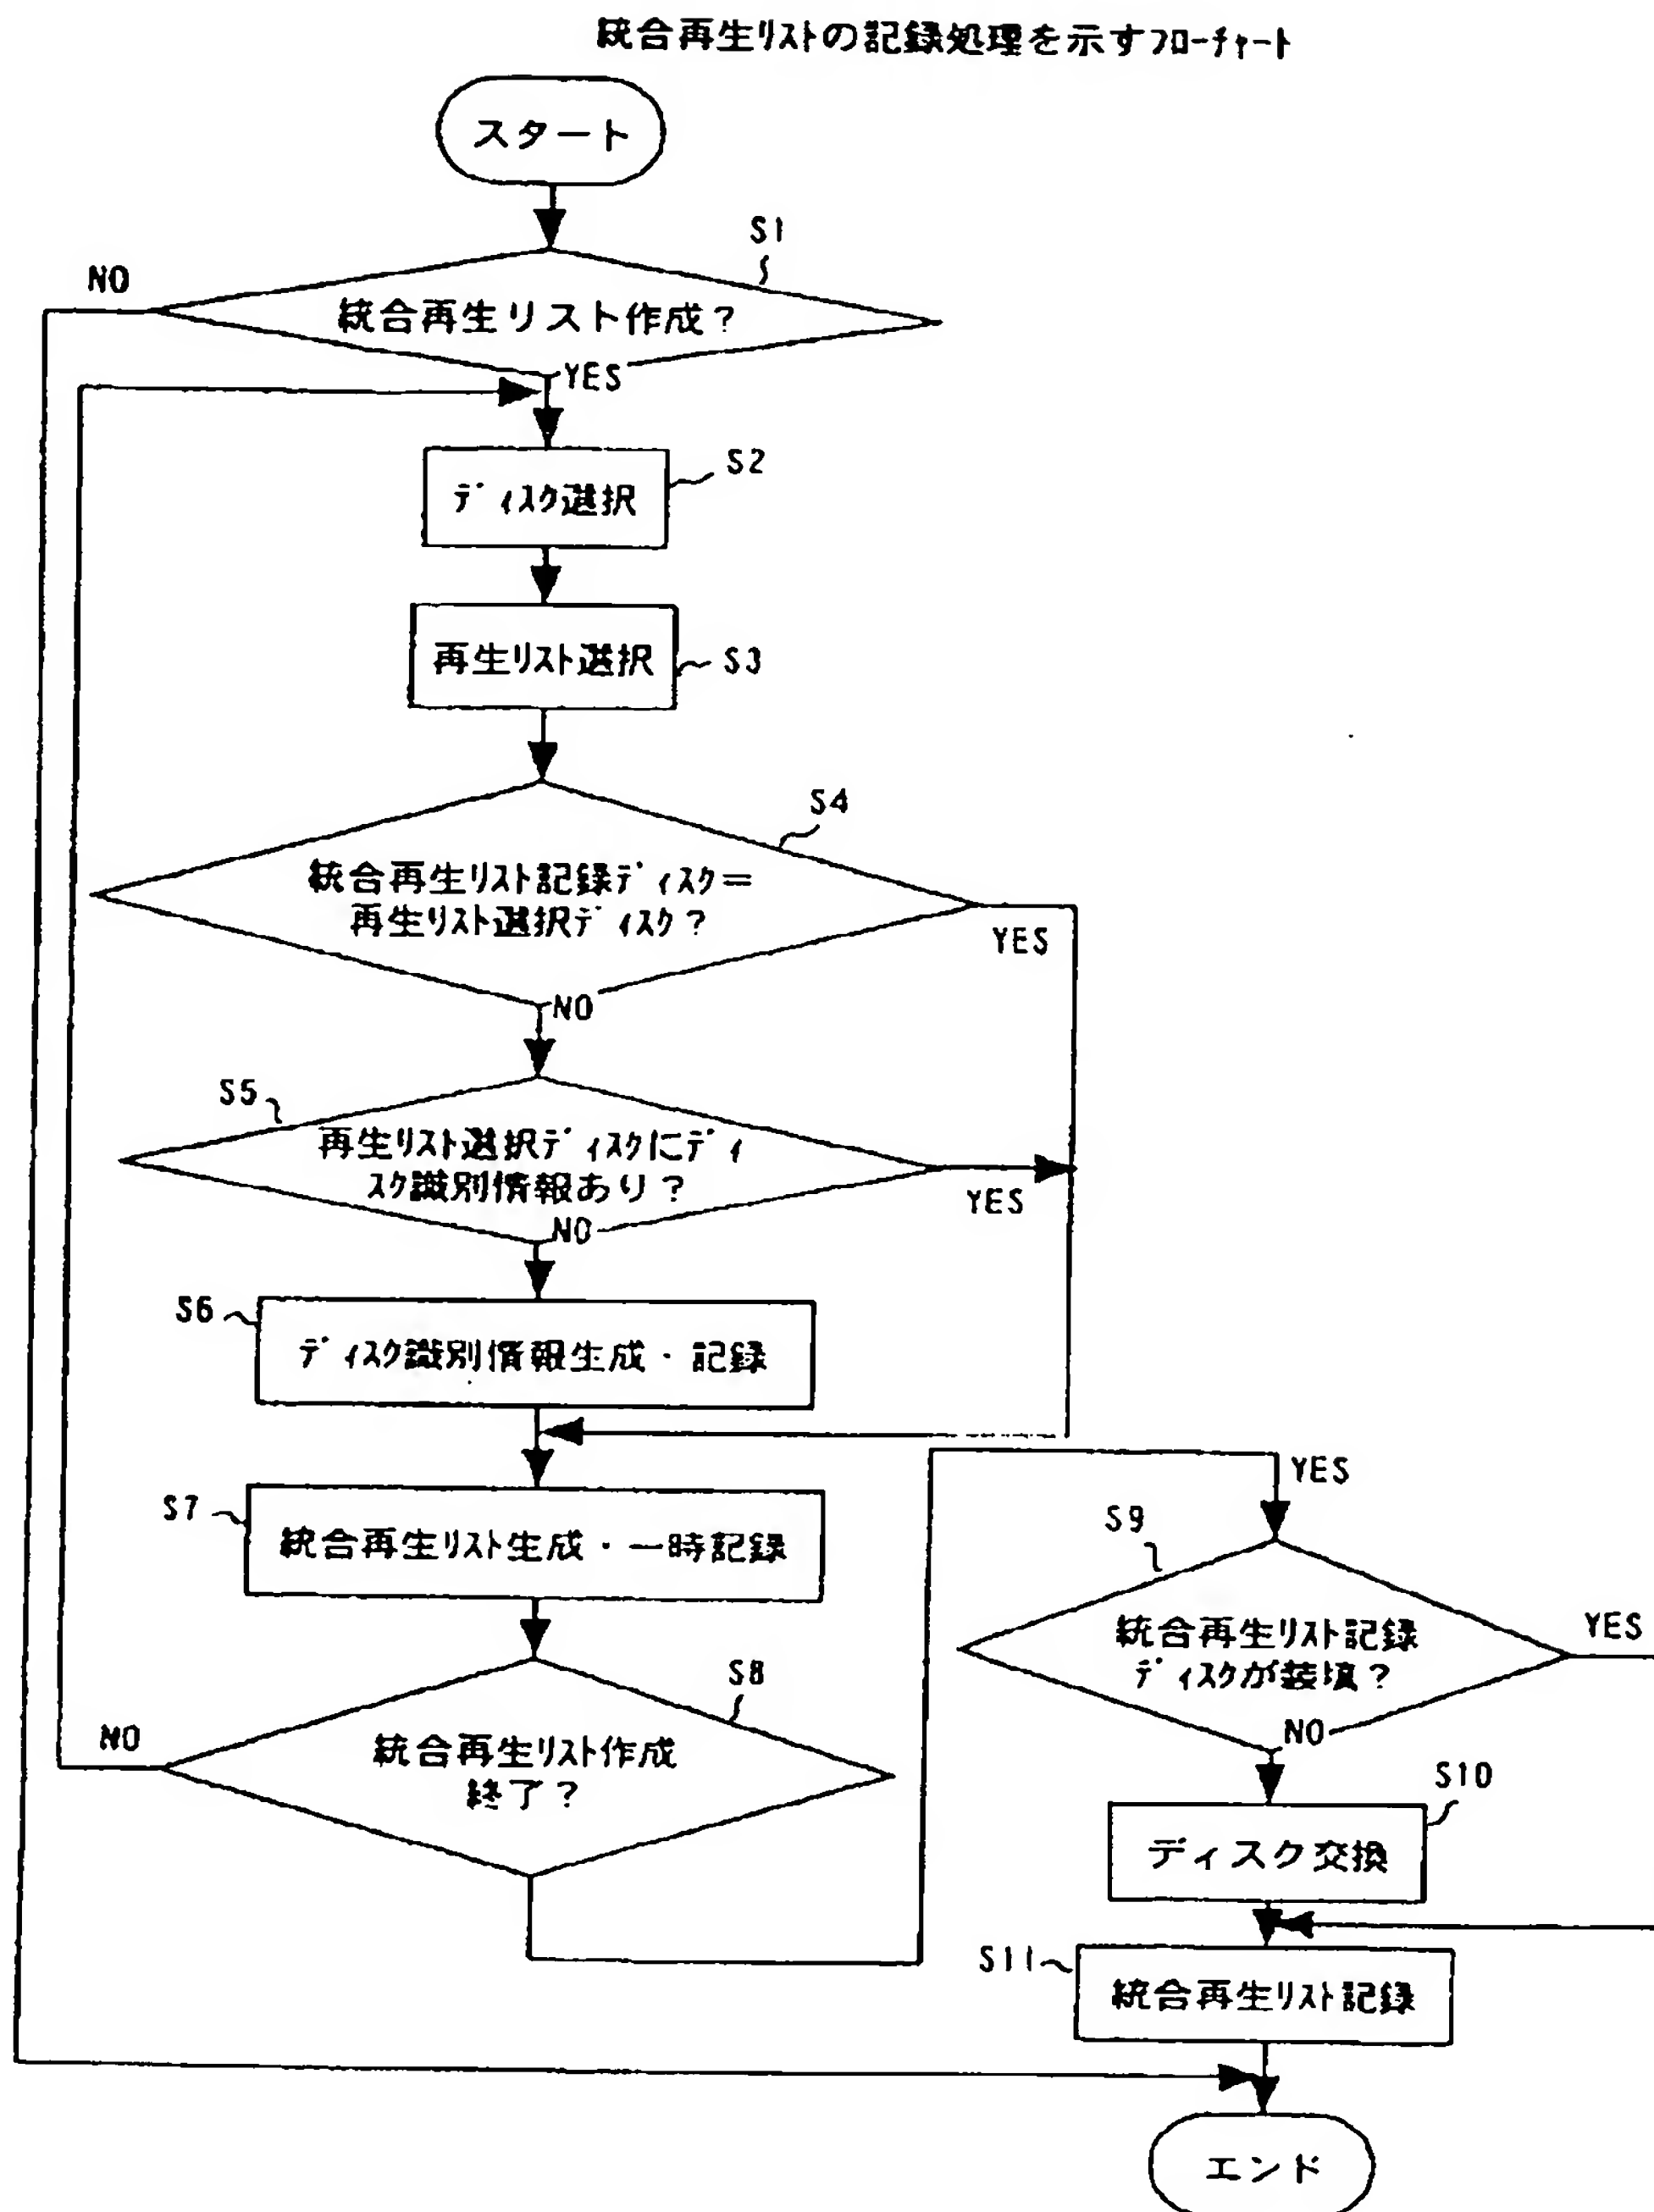 統合再生リストの記録処理を示すフローチャート
スタート
S1
NO
統合再生リスト作成?
YES
S2
ディスク選択
再生リスト選択
S3
S4
統合再生リスト記録ディスク=
再生リスト選択ディスク?
YES
NO
S5
再生リスト選択ディスクにディ
スク識別情報あり?
YES
NO
S6
ディスク識別情報生成・記録
S7
統合再生リスト生成・一時記録
S8
NO
統合再生リスト作成
終了?
YES
S9
統合再生リスト記録
ディスクが装填?
YES
NO
S10
ディスク交換
S11
統合再生リスト記録
エンド